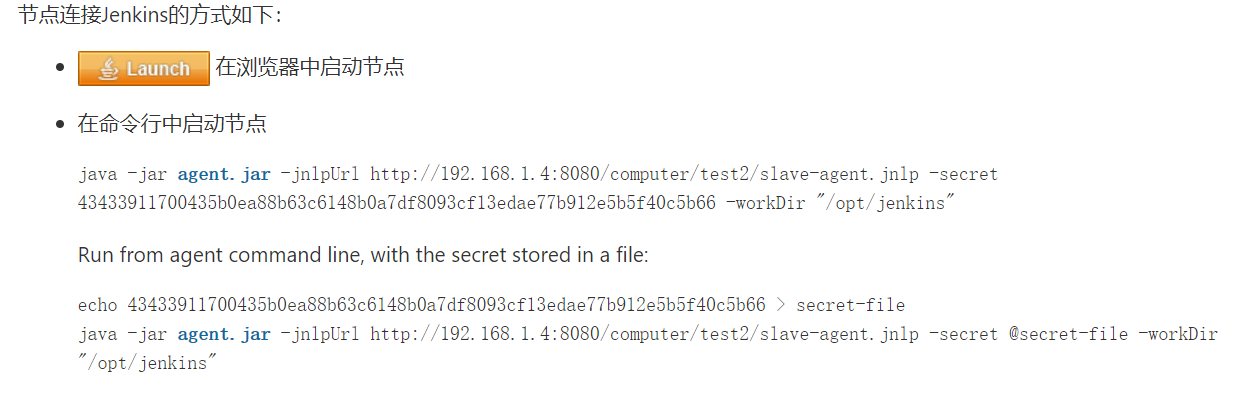 节点连接Jenkins的方式如下：
Launch 在浏览器中启动节点
在命令行中启动节点
java -jar agent.jar -jnlpUrl http://192.168.1.4:8080/computer/test2/slave-agent.jnlp -secret
43433911700435b0ea88b63c6148b0a7df8093cf13edae77b912e5b5f40c5b66 -workDir "/opt/jenkins"
Run from agent command line, with the secret stored in a file:
echo 43433911700435b0ea88b63c6148b0a7df8093cf13edae77b912e5b5f40c5b66 > secret-file
java -jar agent.jar -jnlpUrl http://192.168.1.4:8080/computer/test2/slave-agent.jnlp -secret @secret-file -workDir
"/opt/jenkins"